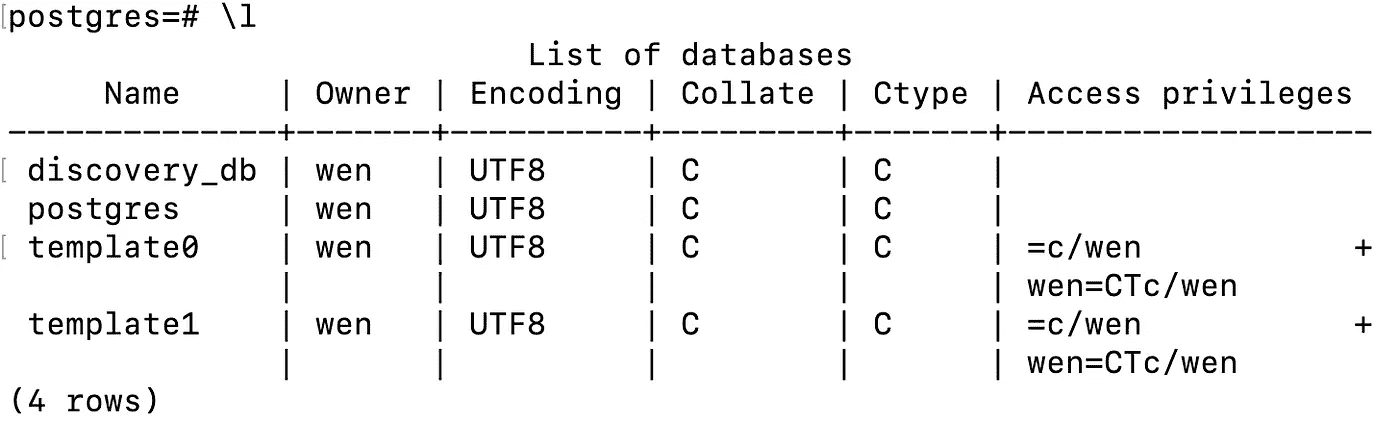 postgres=# \l
                           List of databases
     Name     | Owner | Encoding | Collate | Ctype | Access privileges
--------------+-------+----------+---------+-------+-------------------
 discovery_db | wen   | UTF8     | C       | C     |
 postgres     | wen   | UTF8     | C       | C     |
 template0    | wen   | UTF8     | C       | C     | =c/wen           +
              |       |          |         |       | wen=CTc/wen
 template1    | wen   | UTF8     | C       | C     | =c/wen           +
              |       |          |         |       | wen=CTc/wen
(4 rows)